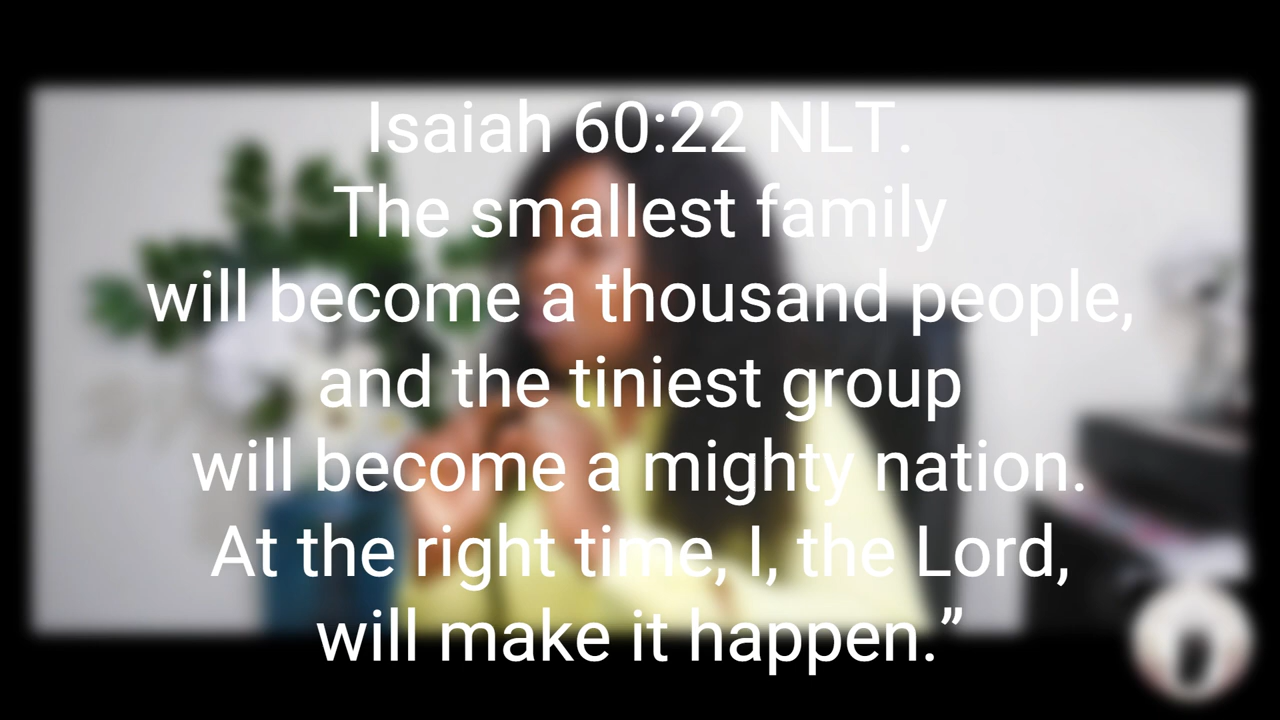 Isaiah 60:22 NLT.
The smallest family
will become a thousand people,
and the tiniest group
will become a mighty nation.
At the right time, I, the Lord,
will make it happen.”